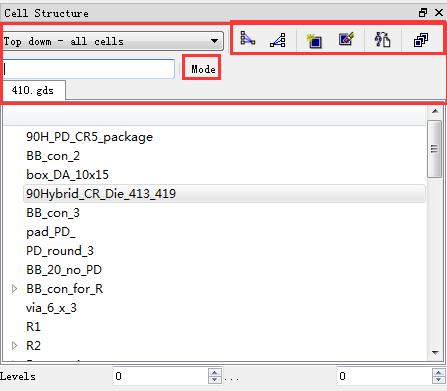 Cell Structure
Top down - all cells
Mode
410.gds
90H_PD_CR5_package
BB_con_2
box_DA_10x15
90Hybrid_CR_Die_413_419
BB_con_3
pad_PD_
PD_round_3
BB_20_no_PD
BB_con_for_R
via_6_x_3
R1
R2
Levels 0 ... 0